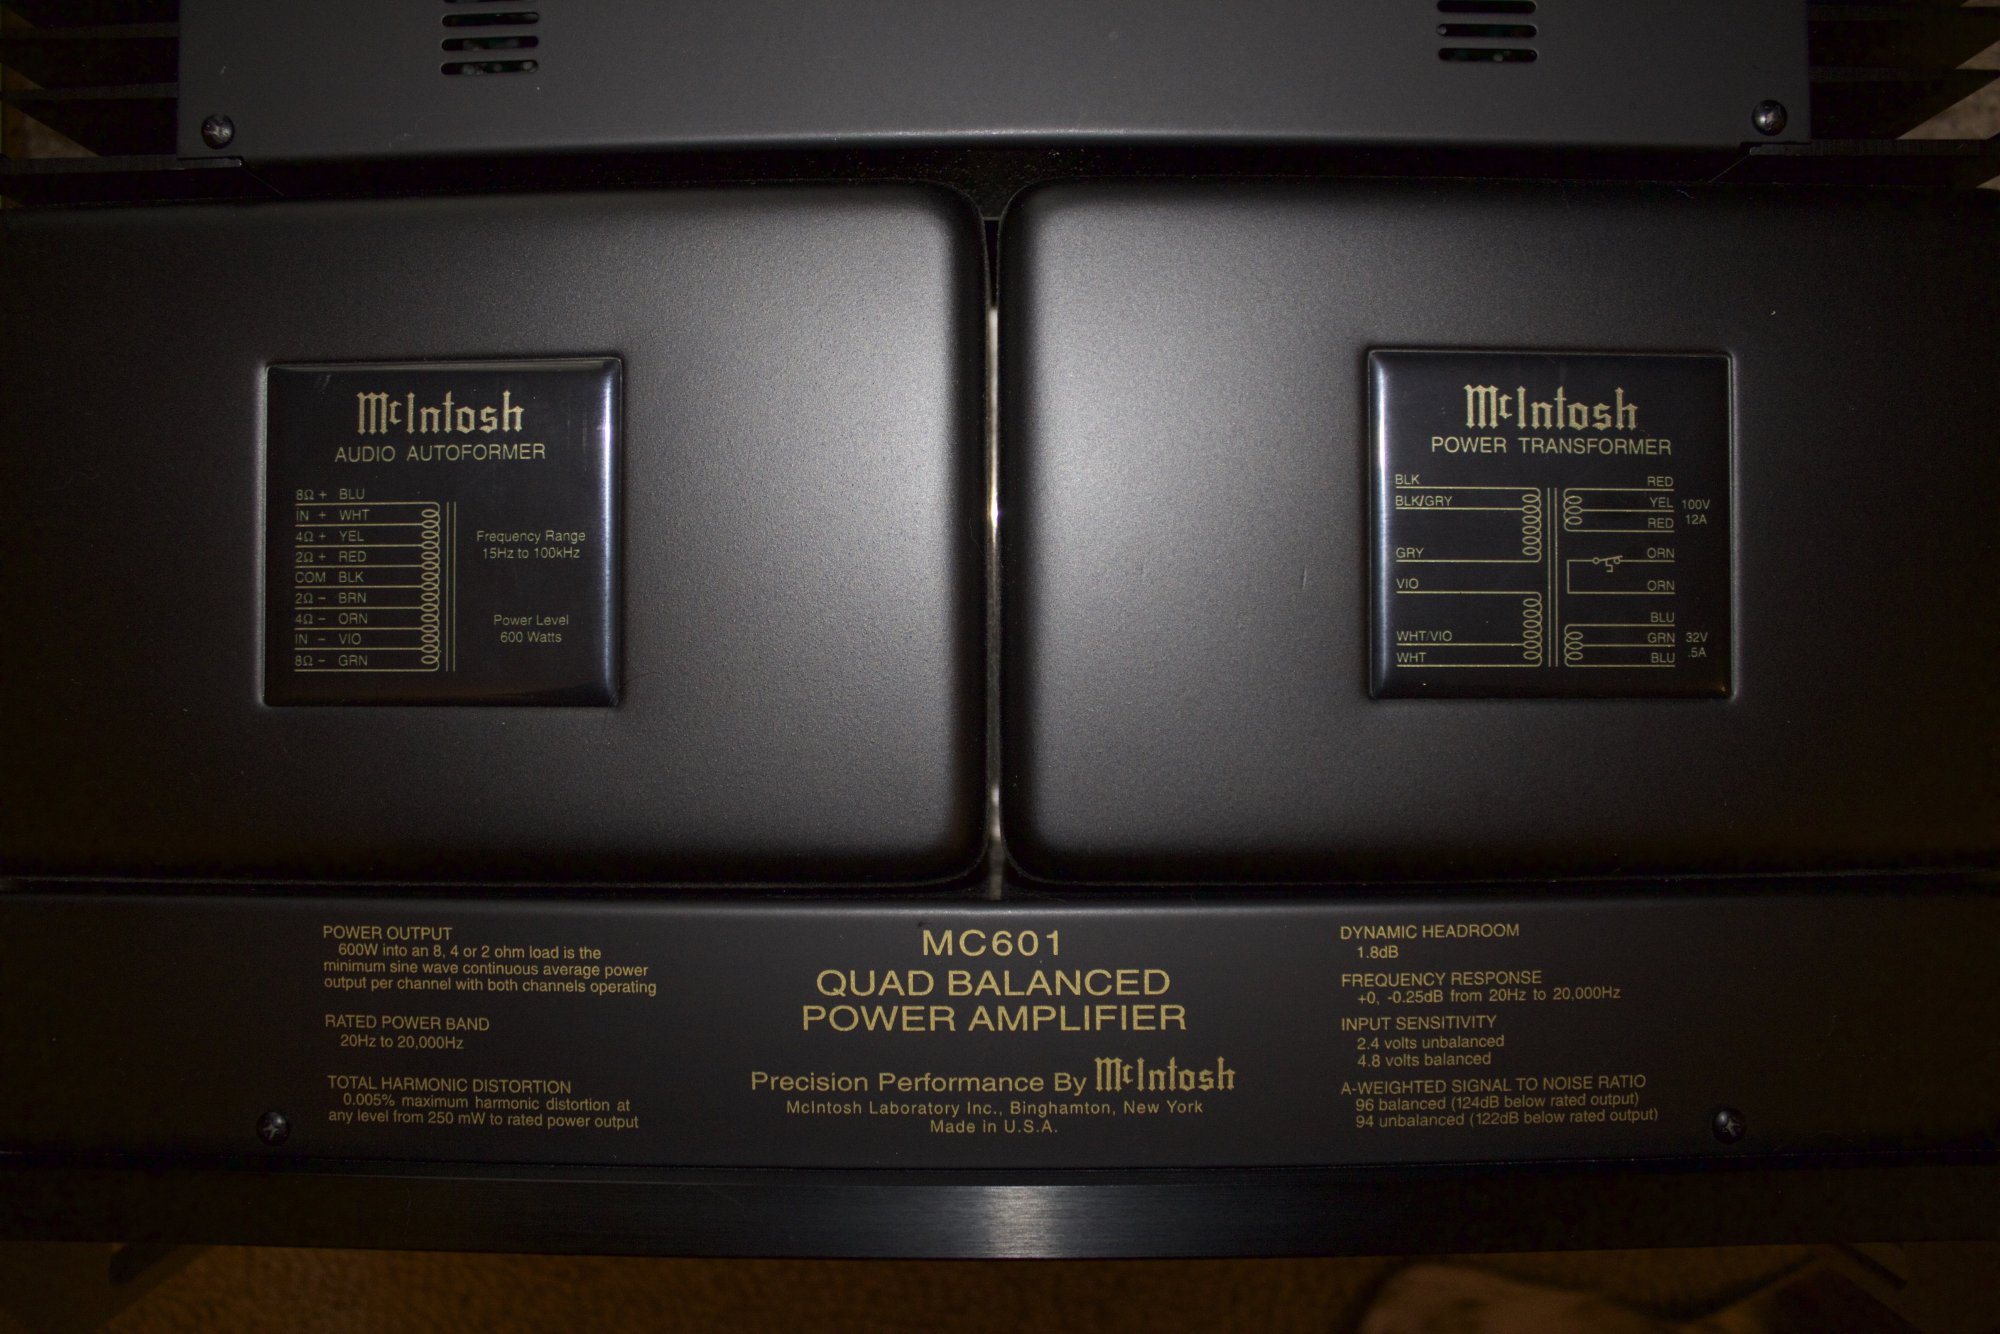 McIntosh
AUDIO AUTOFORMER
8Ω + BLU
IN + WHT
4Ω + YEL
2Ω + RED
COM BLK
2Ω - BRN
4Ω - ORN
IN - VIO
8Ω - GRN
Frequency Range
15Hz to 100kHz
Power Level
600 Watts
McIntosh
POWER TRANSFORMER
BLK
BLK/GRY
GRY
VIO
WHT/VIO
WHT
RED
YEL
RED
100V
12A
ORN
ORN
BLU
GRN
BLU
32V
.5A
POWER OUTPUT
600W into an 8, 4 or 2 ohm load is the
minimum sine wave continuous average power
output per channel with both channels operating
RATED POWER BAND
20Hz to 20,000Hz
TOTAL HARMONIC DISTORTION
0.005% maximum harmonic distortion at
any level from 250 mW to rated power output
MC601
QUAD BALANCED
POWER AMPLIFIER
Precision Performance By McIntosh
McIntosh Laboratory Inc., Binghamton, New York
Made in U.S.A.
DYNAMIC HEADROOM
1.8dB
FREQUENCY RESPONSE
+0, -0.25dB from 20Hz to 20,000Hz
INPUT SENSITIVITY
2.4 volts unbalanced
4.8 volts balanced
A-WEIGHTED SIGNAL TO NOISE RATIO
96 balanced (124dB below rated output)
94 unbalanced (122dB below rated output)